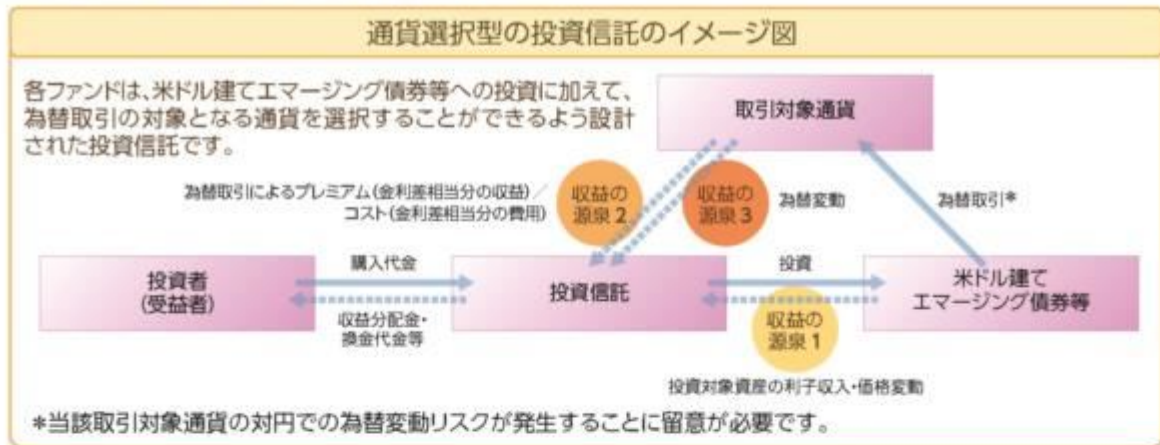 通貨選択型の投資信託のイメージ図
各ファンドは、米ドル建てエマージング債券等への投資に加えて、
為替取引の対象となる通貨を選択することができるよう設計
された投資信託です。
取引対象通貨
為替取引によるプレミアム(金利差相当分の収益)／
コスト(金利差相当分の費用)
収益の
源泉2
収益の
源泉3
為替変動
為替取引*
投資者
(受益者)
購入代金
収益分配金・
換金代金等
投資信託
投資
収益の
源泉1
米ドル建て
エマージング債券等
投資対象資産の利子収入・価格変動
*当該取引対象通貨の対円での為替変動リスクが発生することに留意が必要です。